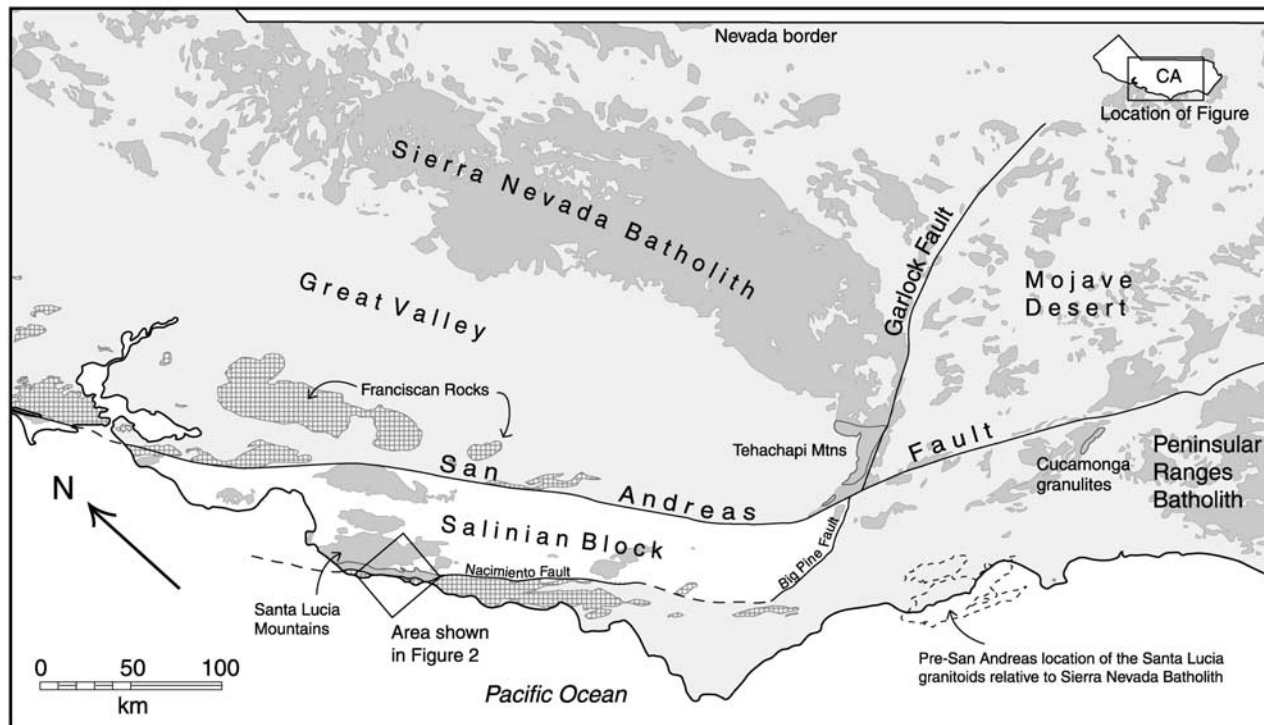 Nevada border
CA
Location of Figure
Sierra Nevada Batholith
Garlock Fault
Great Valley
Mojave
Desert
Franciscan Rocks
Tehachapi Mtns
San Andreas Fault
Cucamonga
granulites
Peninsular
Ranges
Batholith
N
Salinian Block
Big Pine Fault
Nacimiento Fault
Santa Lucia
Mountains
Area shown
in Figure 2
Pre-San Andreas location of the Santa Lucia
granitoids relative to Sierra Nevada Batholith
0 50 100
km
Pacific Ocean